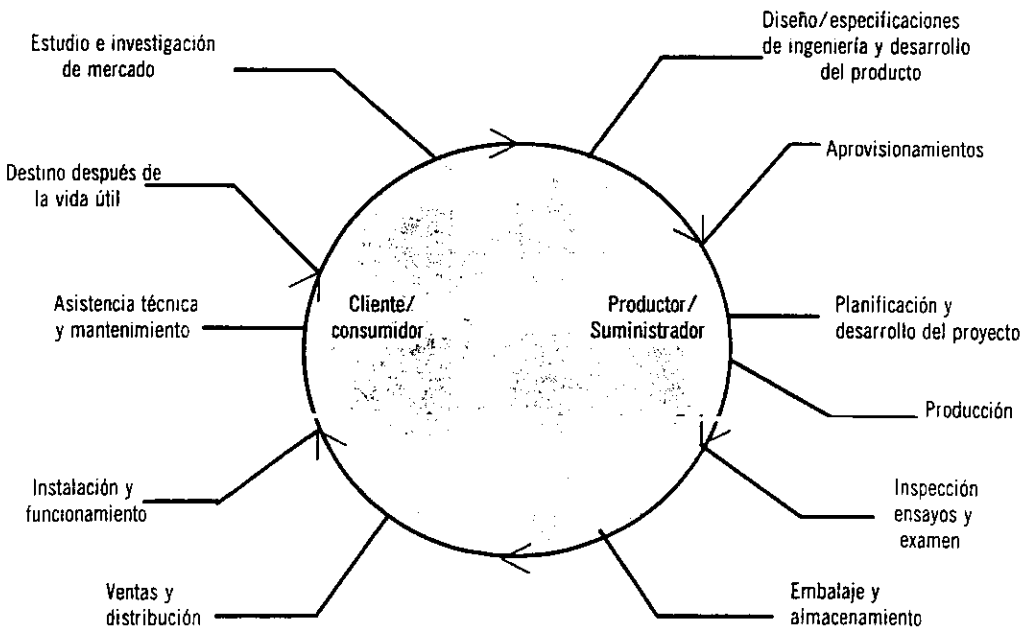 Estudio e investigación
de mercado
Diseño/especificaciones
de ingeniería y desarrollo
del producto
Aprovisionamientos
Planificación y
desarrollo del proyecto
Producción
Inspección
ensayos y
examen
Embalaje y
almacenamiento
Ventas y
distribución
Instalación y
funcionamiento
Asistencia técnica
y mantenimiento
Destino después de
la vida útil
Cliente/
consumidor
Productor/
Suministrador